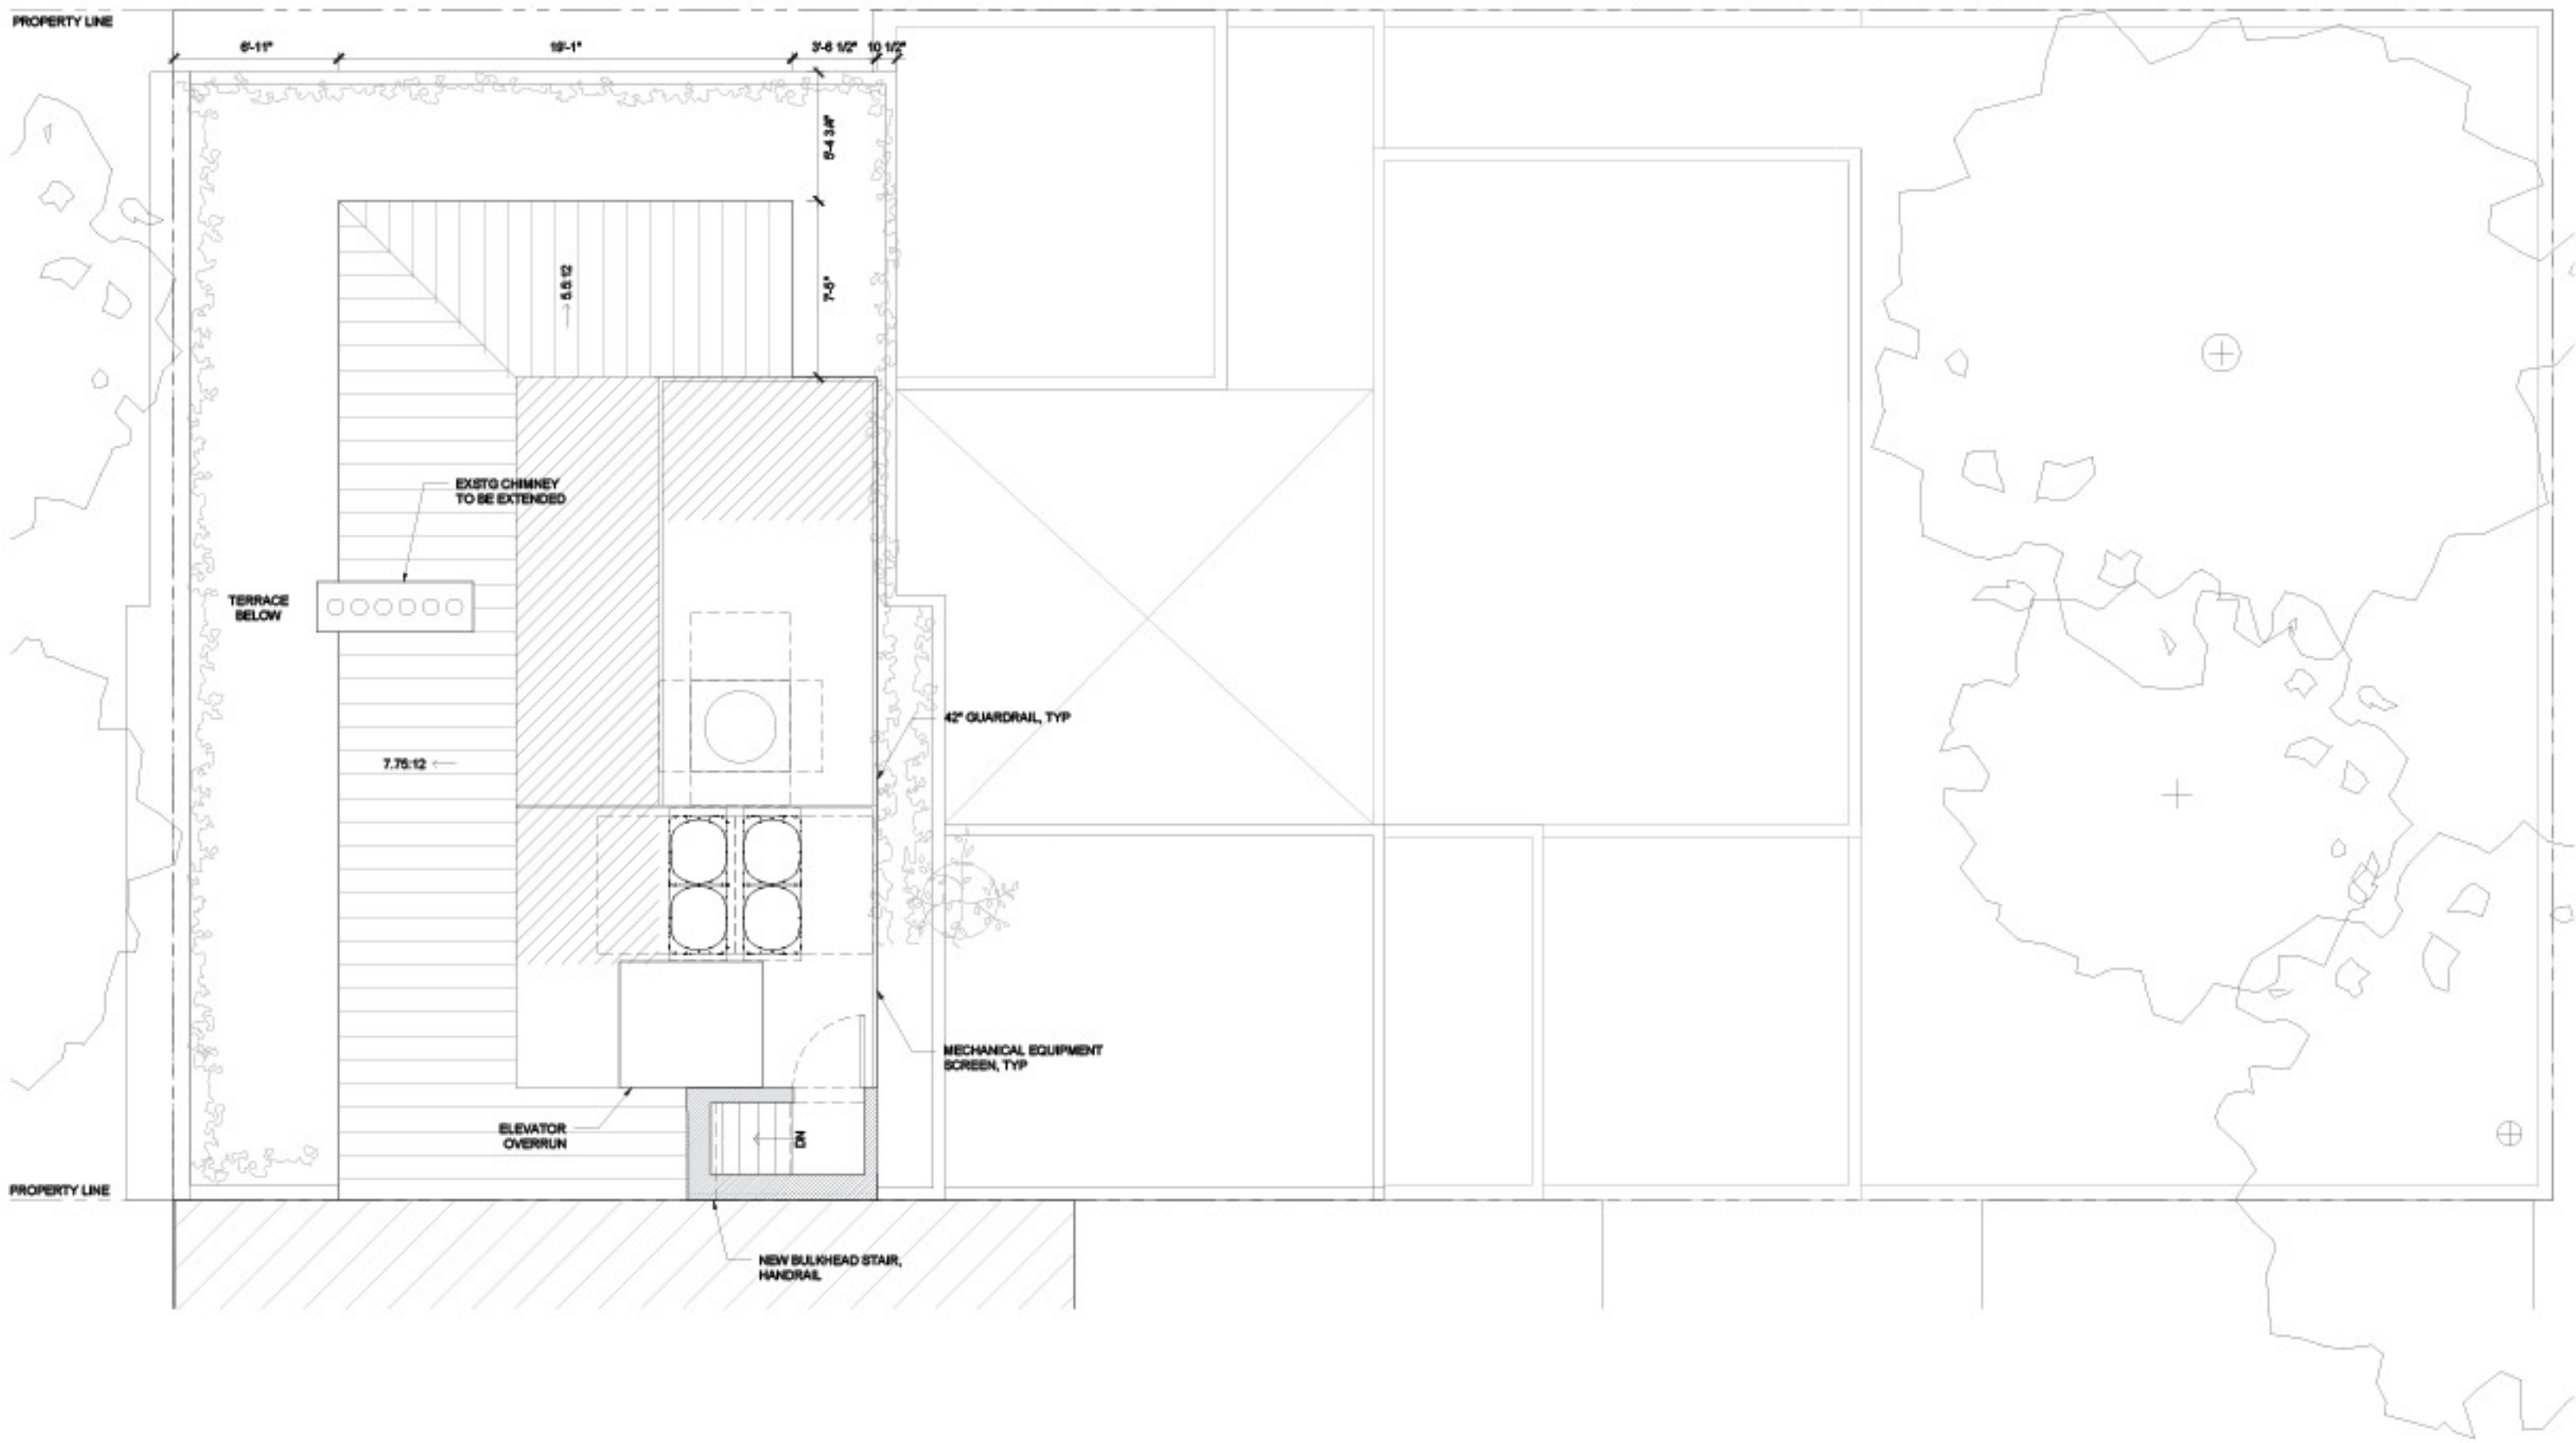 PROPERTY LINE
6'-11"
19'-1"
3'-6 1/2"
10 1/2"
5'-4 3/4"
7'-5"
5.5:12
EXSTG CHIMNEY
TO BE EXTENDED
TERRACE
BELOW
42" GUARDRAIL, TYP
7.75:12
MECHANICAL EQUIPMENT
SCREEN, TYP
ELEVATOR
OVERRUN
DN
PROPERTY LINE
NEW BULKHEAD STAIR,
HANDRAIL